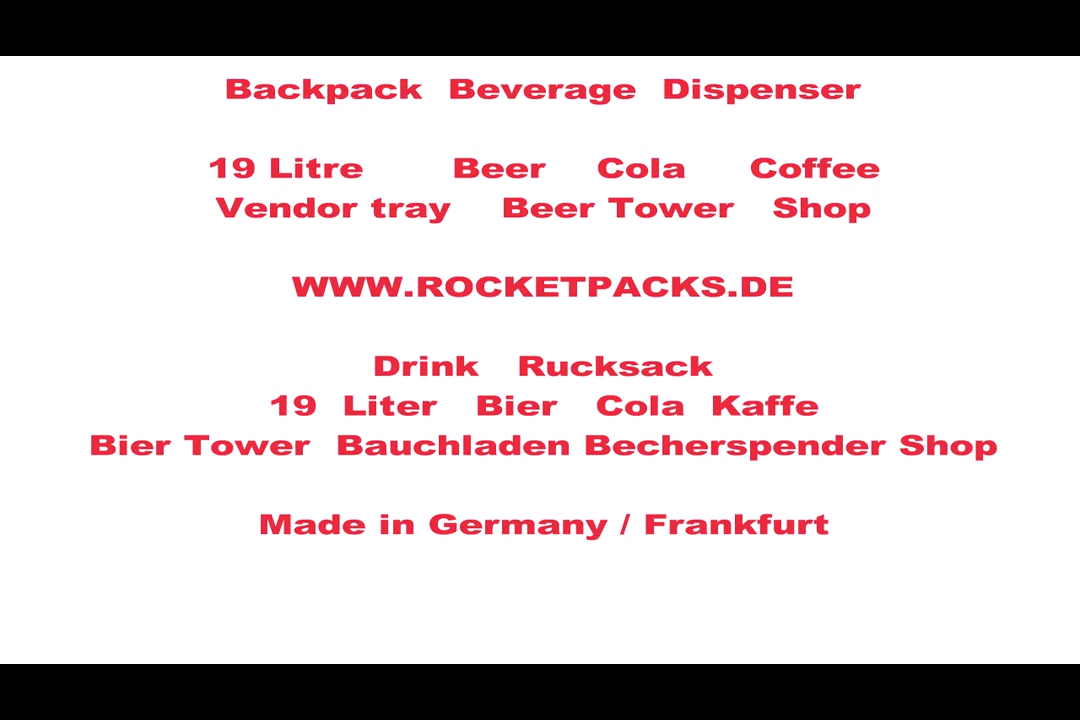 Backpack Beverage Dispenser
19 Litre Beer Cola Coffee
Vendor tray Beer Tower Shop
WWW.ROCKETPACKS.DE
Drink Rucksack
19 Liter Bier Cola Kaffe
Bier Tower Bauchladen Becherspender Shop
Made in Germany / Frankfurt